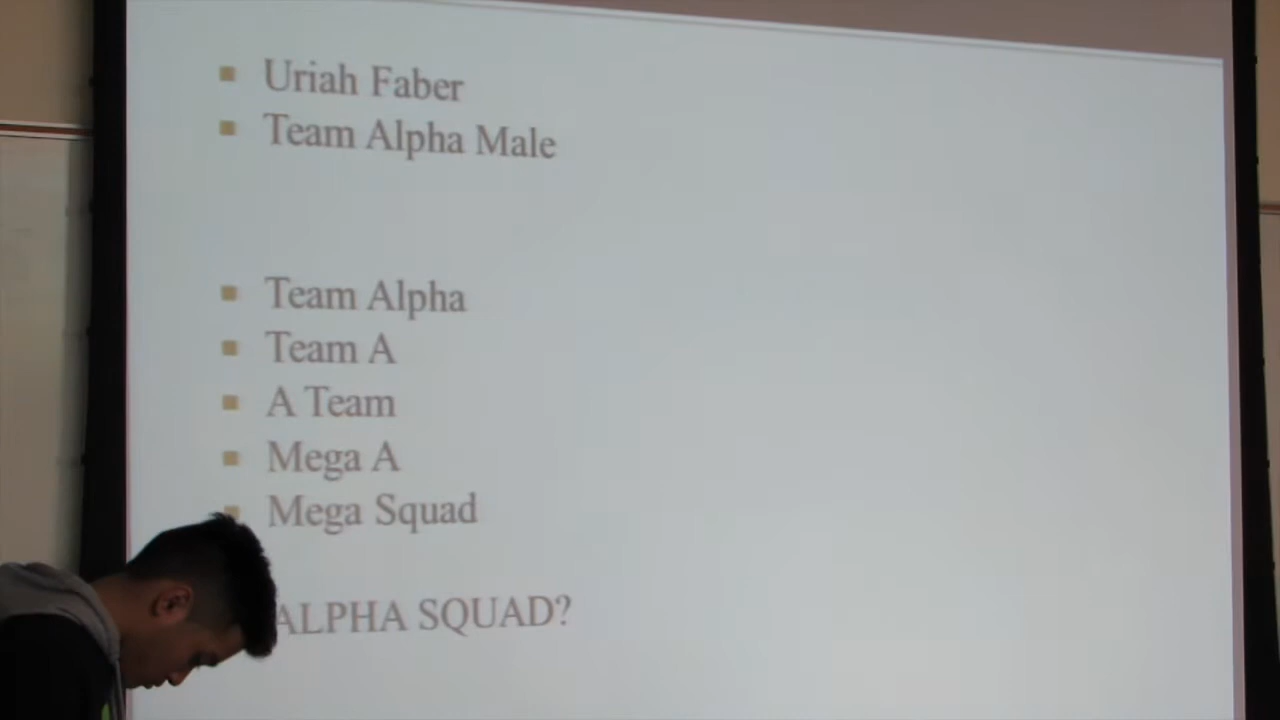 Uriah Faber
Team Alpha Male
Team Alpha
Team A
A Team
Mega A
Mega Squad
ALPHA SQUAD?